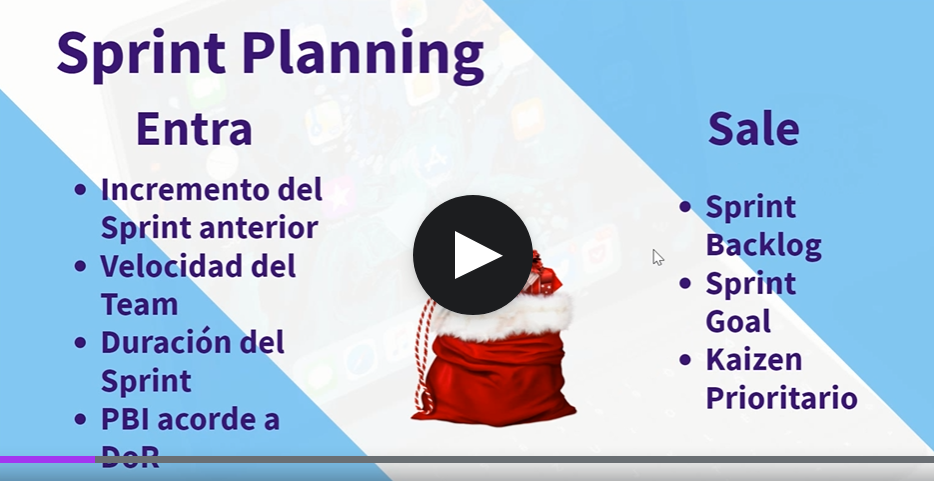 Sprint Planning
Entra
• Incremento del
Sprint anterior
• Velocidad del
Team
• Duración del
Sprint
• PBI acorde a
DoR
Sale
• Sprint
Backlog
• Sprint
Goal
• Kaizen
Prioritario